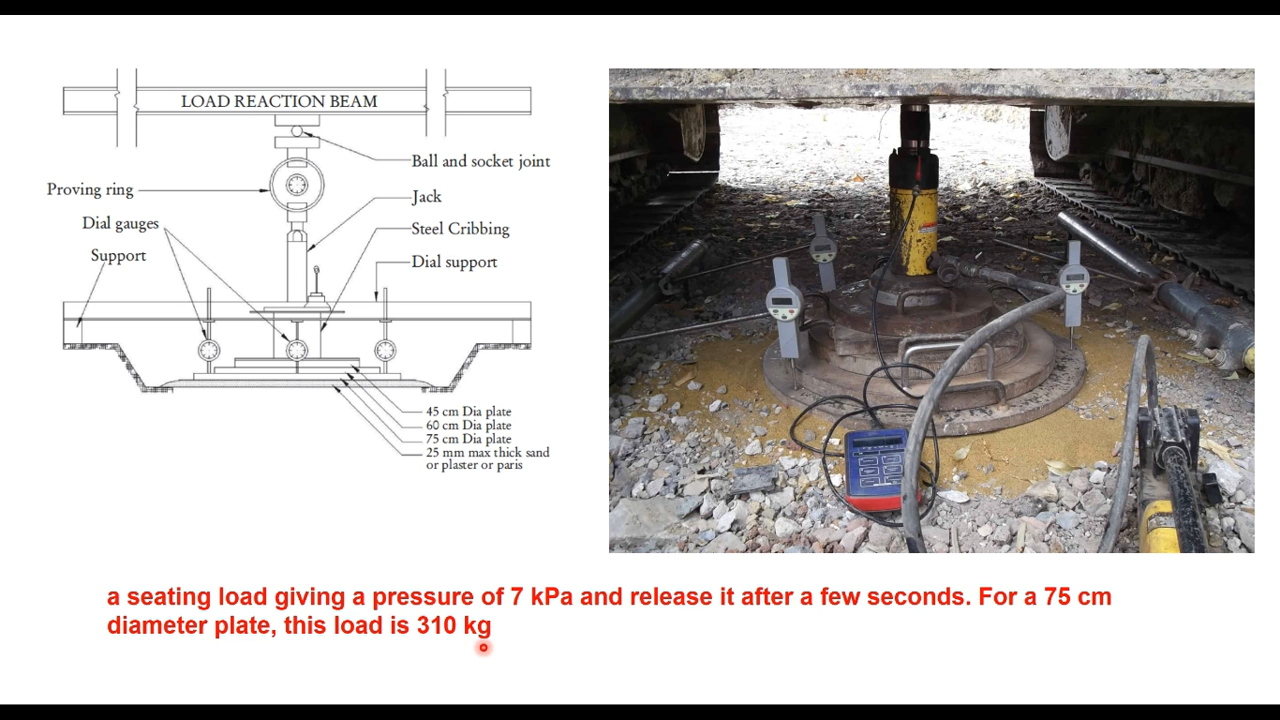 LOAD REACTION BEAM
Ball and socket joint
Proving ring
Jack
Dial gauges
Steel Cribbing
Support
Dial support
45 cm Dia plate
60 cm Dia plate
75 cm Dia plate
25 mm max thick sand
or plaster or paris
a seating load giving a pressure of 7 kPa and release it after a few seconds. For a 75 cm
diameter plate, this load is 310 kg